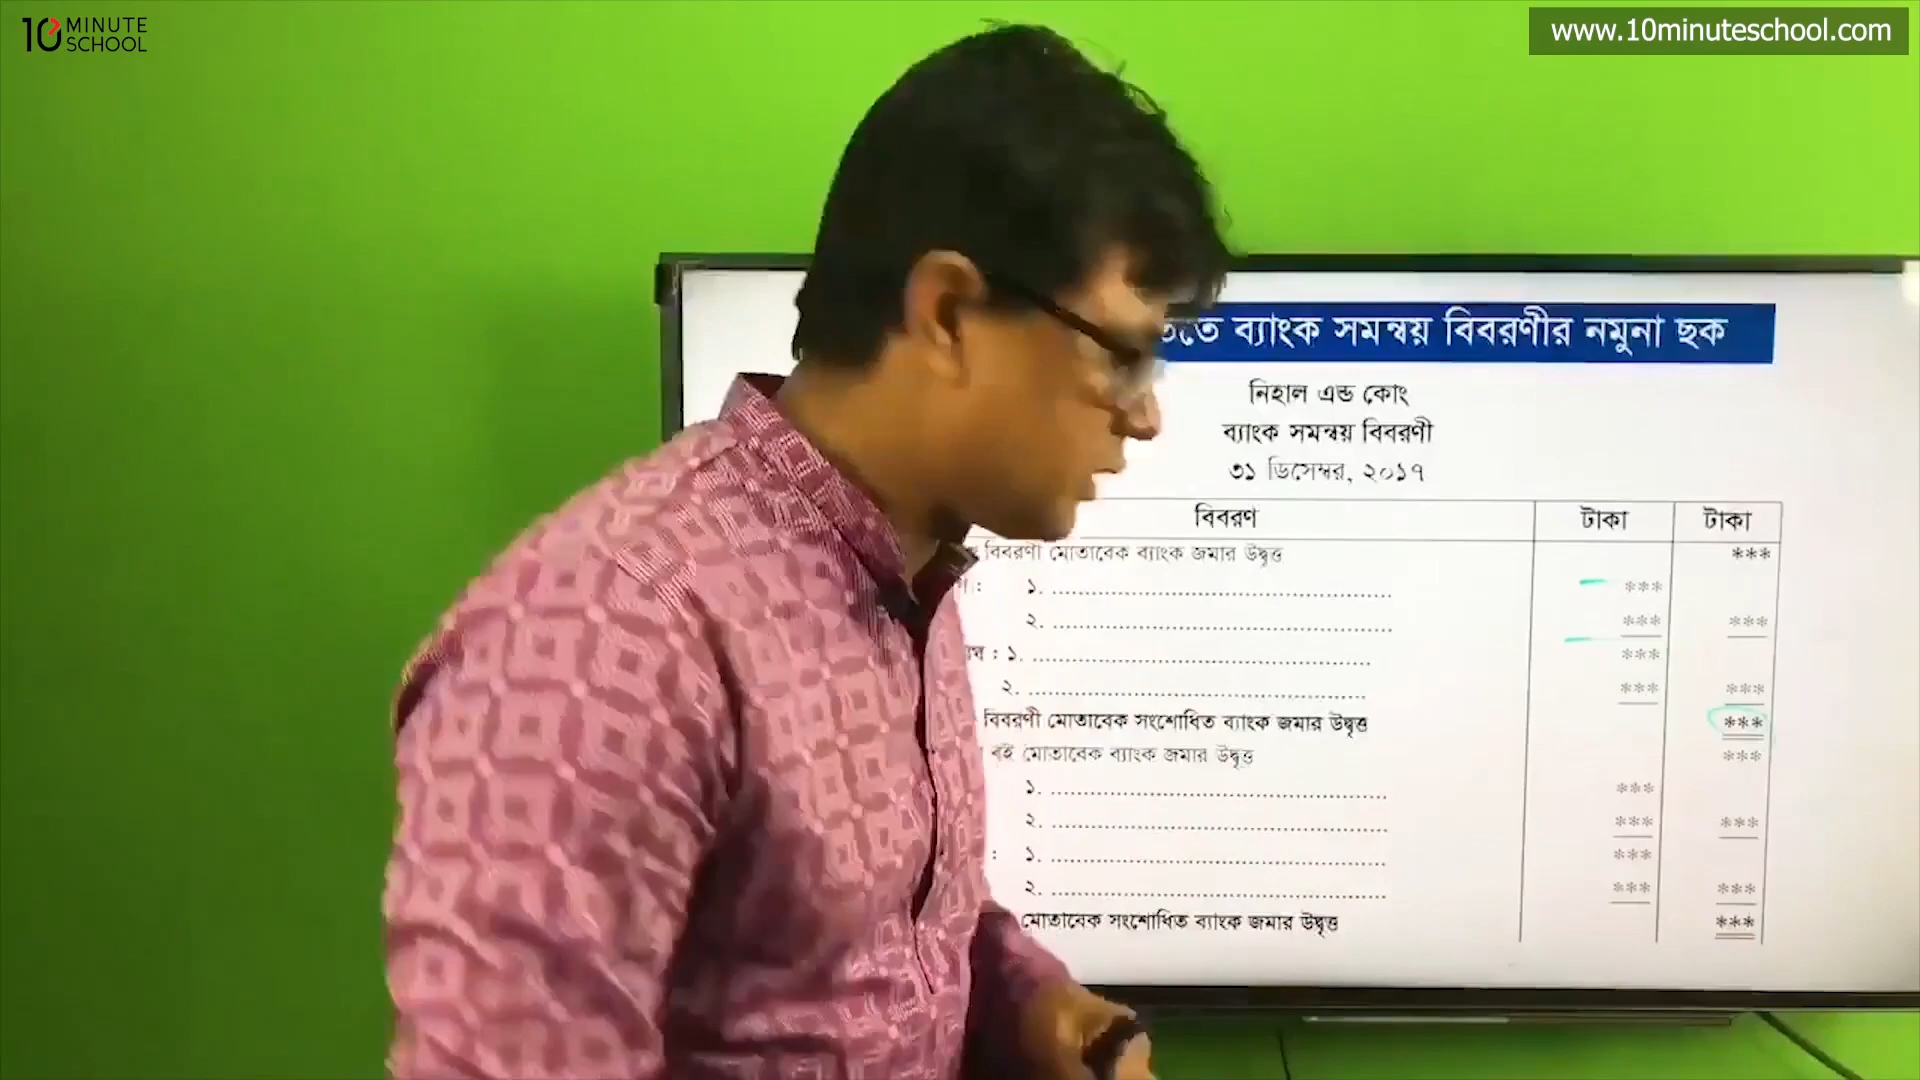 10 MINUTE
SCHOOL
www.10minuteschool.com
ব্যাংক সমন্বয় বিবরণীর নমুনা ছক
নিহাল এন্ড কোং
ব্যাংক সমন্বয় বিবরণী
৩১ ডিসেম্বর, ২০১৭
বিবরণ টাকা টাকা
বিবরণী মোতাবেক ব্যাংক জমার উদ্বৃত্ত ***
১. .......................................................... ***
২. .......................................................... *** ***
১. .......................................................... ***
২. .......................................................... *** ***
বিবরণী মোতাবেক সংশোধিত ব্যাংক জমার উদ্বৃত্ত ***
বই মোতাবেক ব্যাংক জমার উদ্বৃত্ত ***
১. .......................................................... ***
২. .......................................................... *** ***
: ১. .......................................................... ***
২. .......................................................... *** ***
মোতাবেক সংশোধিত ব্যাংক জমার উদ্বৃত্ত ***